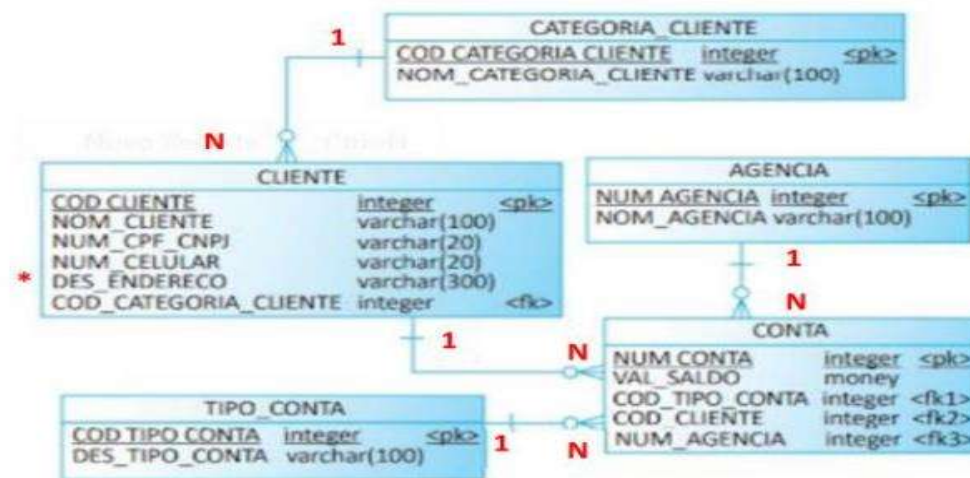 CATEGORIA_CLIENTE
1
COD CATEGORIA CLIENTE integer <pk>
NOM_CATEGORIA_CLIENTE varchar(100)
N
CLIENTE
COD CLIENTE integer <pk>
NOM_CLIENTE varchar(100)
NUM_CPF_CNPJ varchar(20)
NUM_CELULAR varchar(20)
* DES_ENDERECO varchar(300)
COD_CATEGORIA_CLIENTE integer <fk>
AGENCIA
NUM AGENCIA integer <pk>
NOM_AGENCIA varchar(100)
1
N
1
N
CONTA
NUM CONTA integer <pk>
VAL_SALDO money
COD_TIPO_CONTA integer <fk1>
COD_CLIENTE integer <fk2>
NUM_AGENCIA integer <fk3>
TIPO_CONTA
COD TIPO CONTA integer <pk>
DES_TIPO_CONTA varchar(100)
1
N